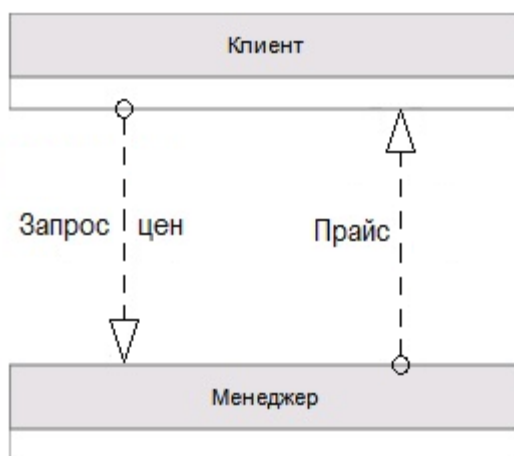 Клиент
Запрос цен
Прайс
Менеджер